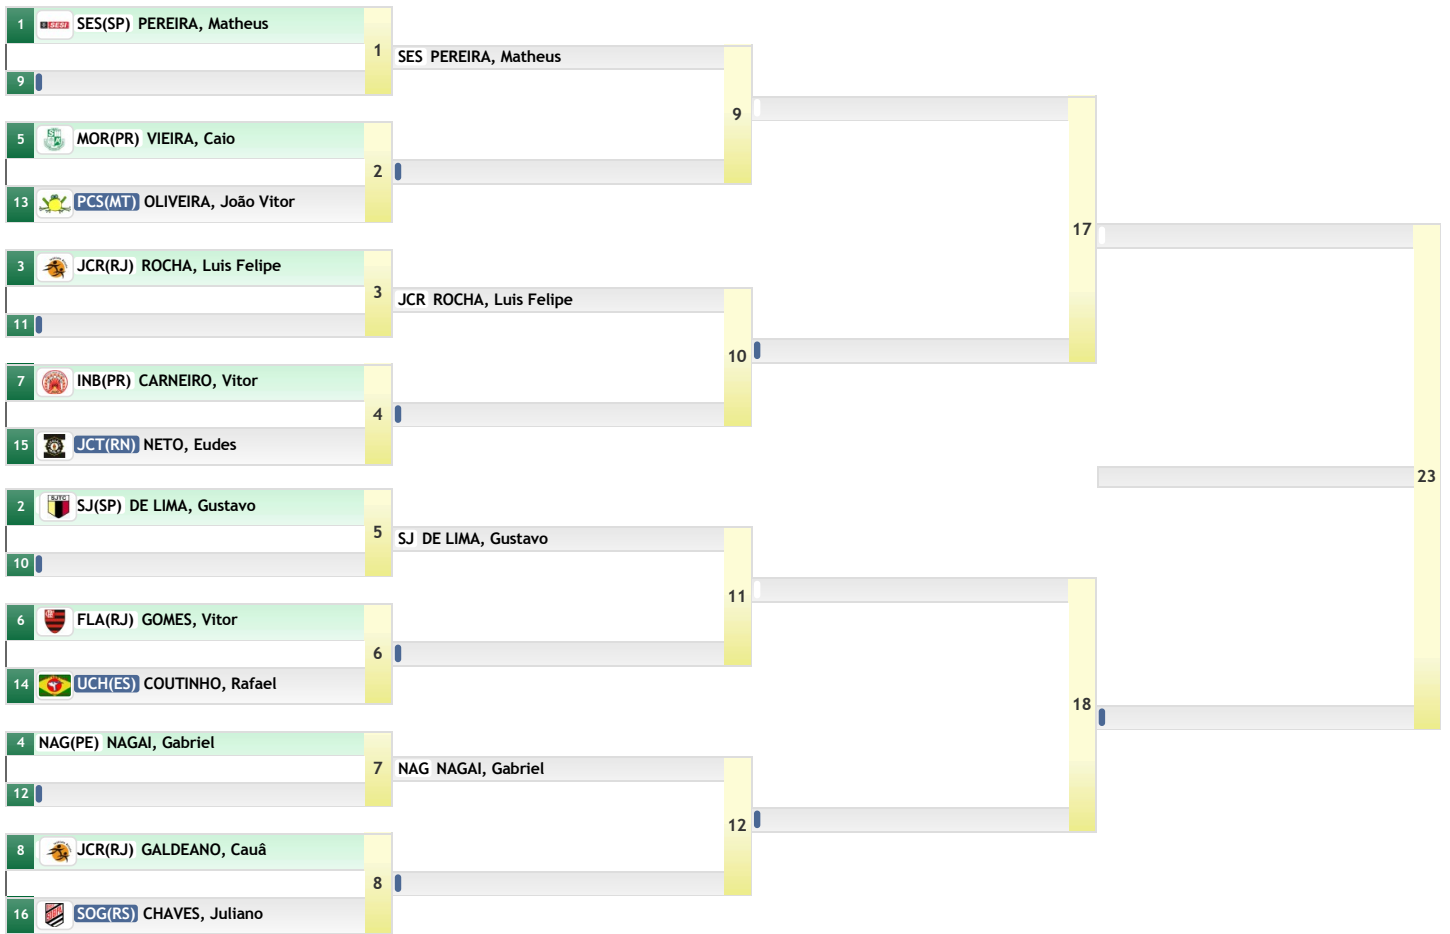 1 SESI SES(SP) PEREIRA, Matheus
1
SES PEREIRA, Matheus
9
9
5 MOR(PR) VIEIRA, Caio
2
13 PCS(MT) OLIVEIRA, João Vitor
17
3 JCR(RJ) ROCHA, Luis Felipe
3
JCR ROCHA, Luis Felipe
11
10
7 INB(PR) CARNEIRO, Vitor
4
15 JCT(RN) NETO, Eudes
23
2 SJTC SJ(SP) DE LIMA, Gustavo
5
SJ DE LIMA, Gustavo
10
11
6 FLA(RJ) GOMES, Vitor
6
14 UCH(ES) COUTINHO, Rafael
18
4 NAG(PE) NAGAI, Gabriel
7
NAG NAGAI, Gabriel
12
12
8 JCR(RJ) GALDEANO, Cauâ
8
16 SOG(RS) CHAVES, Juliano